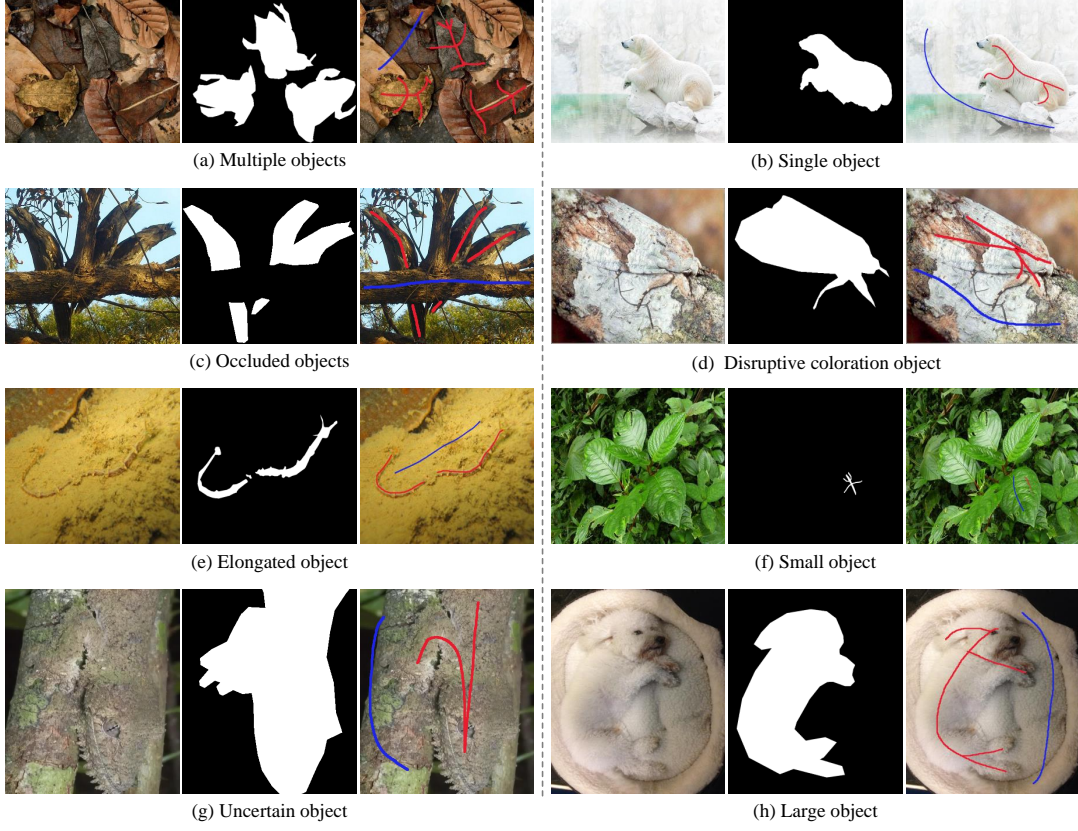 (a) Multiple objects
(b) Single object
(c) Occluded objects
(d) Disruptive coloration object
(e) Elongated object
(f) Small object
(g) Uncertain object
(h) Large object